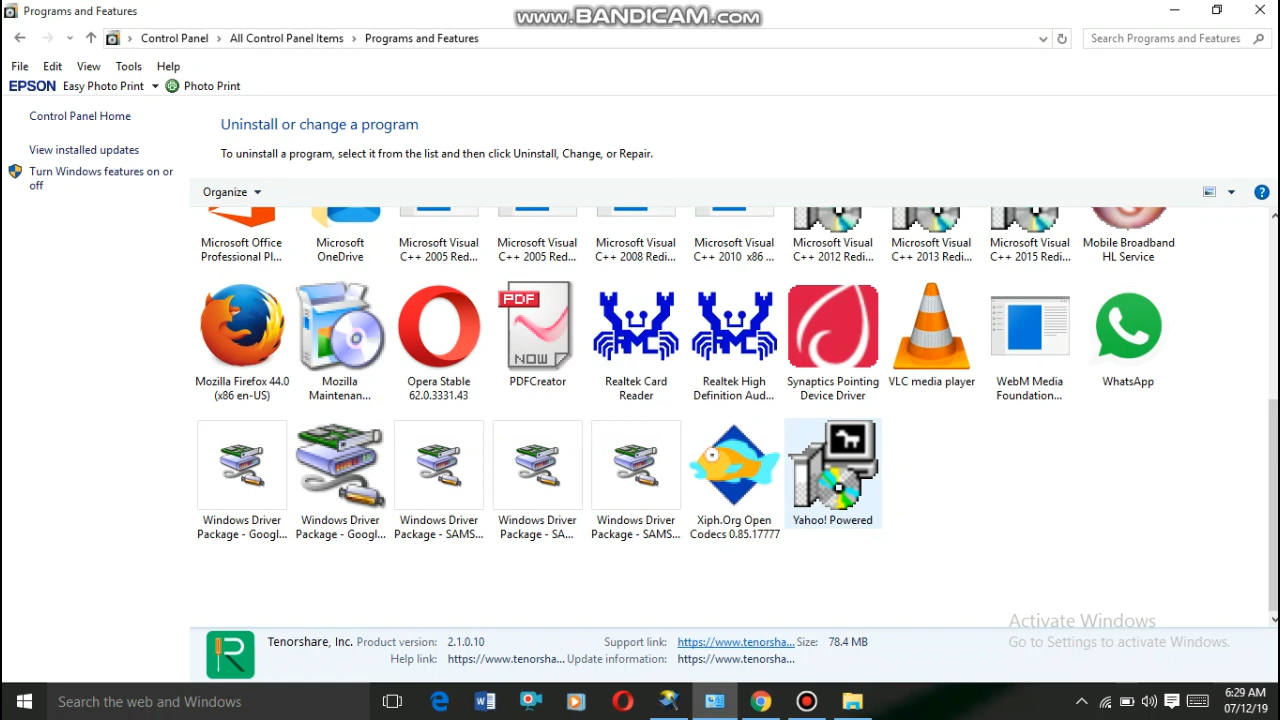 Programs and Features
www.BANDICAM.com
Control Panel › All Control Panel Items › Programs and Features
Search Programs and Features
File Edit View Tools Help
EPSON Easy Photo Print Photo Print
Control Panel Home
View installed updates
Turn Windows features on or
off
Uninstall or change a program
To uninstall a program, select it from the list and then click Uninstall, Change, or Repair.
Organize
Microsoft Office
Professional Pl...
Microsoft
OneDrive
Microsoft Visual
C++ 2005 Redi...
Microsoft Visual
C++ 2005 Redi...
Microsoft Visual
C++ 2008 Redi...
Microsoft Visual
C++ 2010 x86 ...
Microsoft Visual
C++ 2012 Redi...
Microsoft Visual
C++ 2013 Redi...
Microsoft Visual
C++ 2015 Redi...
Mobile Broadband
HL Service
PDF
NOW
RMC
RMC
Mozilla Firefox 44.0
(x86 en-US)
Mozilla
Maintenan...
Opera Stable
62.0.3331.43
PDFCreator
Realtek Card
Reader
Realtek High
Definition Aud...
Synaptics Pointing
Device Driver
VLC media player
WebM Media
Foundation...
WhatsApp
Windows Driver
Package - Googl...
Windows Driver
Package - Googl...
Windows Driver
Package - SAMS...
Windows Driver
Package - SA...
Windows Driver
Package - SAMS...
Xiph.Org Open
Codecs 0.85.17777
Yahoo! Powered
Activate Windows
Go to Settings to activate Windows.
Tenorshare, Inc. Product version: 2.1.0.10 Support link: https://www.tenorsha... Size: 78.4 MB
Help link: https://www.tenorsha... Update information: https://www.tenorsha...
Search the web and Windows
6:29 AM
07/12/19